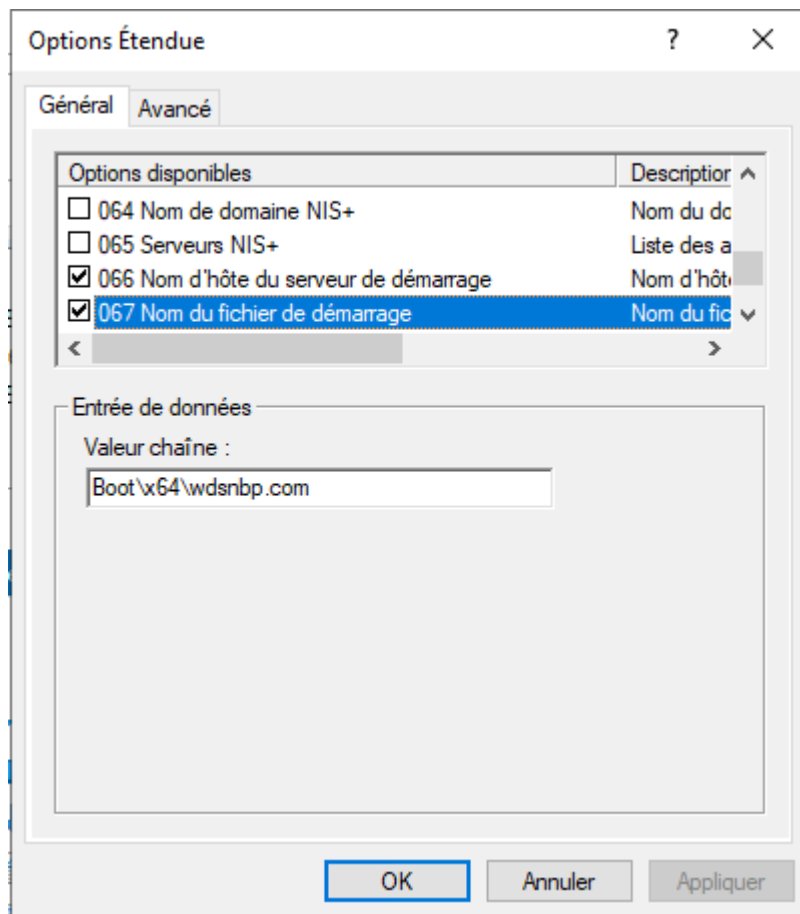 Options Étendue
Général Avancé
Options disponibles Description
064 Nom de domaine NIS+ Nom du do
065 Serveurs NIS+ Liste des a
066 Nom d'hôte du serveur de démarrage Nom d'hôt
067 Nom du fichier de démarrage Nom du fic
Entrée de données
Valeur chaîne :
Boot\x64\wdsnbp.com
OK Annuler Appliquer